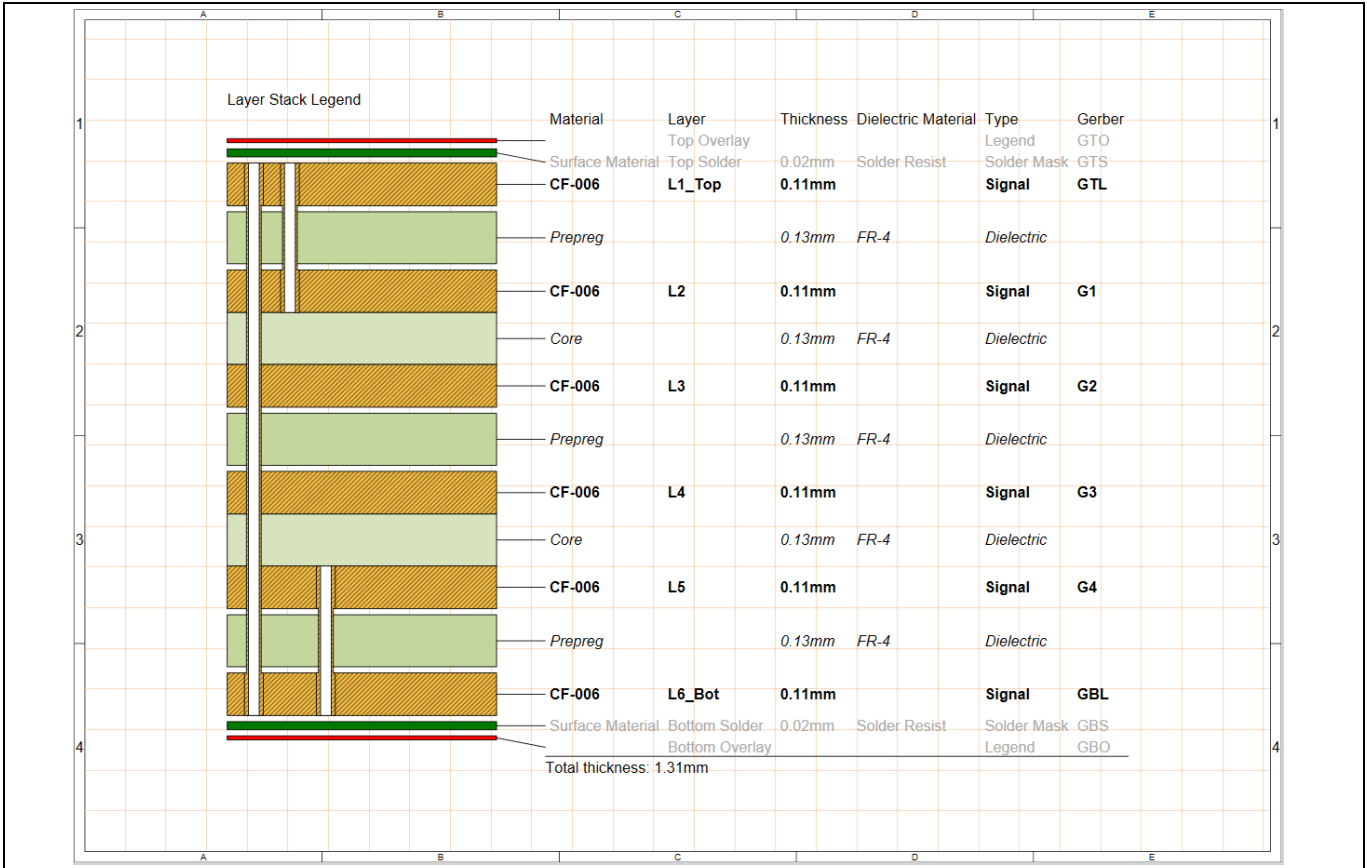 A B C D E
Layer Stack Legend
1 Material Layer Thickness Dielectric Material Type Gerber 1
Top Overlay Legend GTO
Surface Material Top Solder 0.02mm Solder Resist Solder Mask GTS
CF-006 L1_Top 0.11mm Signal GTL
Prepreg 0.13mm FR-4 Dielectric
CF-006 L2 0.11mm Signal G1
2 Core 0.13mm FR-4 Dielectric 2
CF-006 L3 0.11mm Signal G2
Prepreg 0.13mm FR-4 Dielectric
CF-006 L4 0.11mm Signal G3
3 Core 0.13mm FR-4 Dielectric 3
CF-006 L5 0.11mm Signal G4
Prepreg 0.13mm FR-4 Dielectric
CF-006 L6_Bot 0.11mm Signal GBL
Surface Material Bottom Solder 0.02mm Solder Resist Solder Mask GBS
4 Bottom Overlay Legend GBO 4
Total thickness: 1.31mm
A B C D E